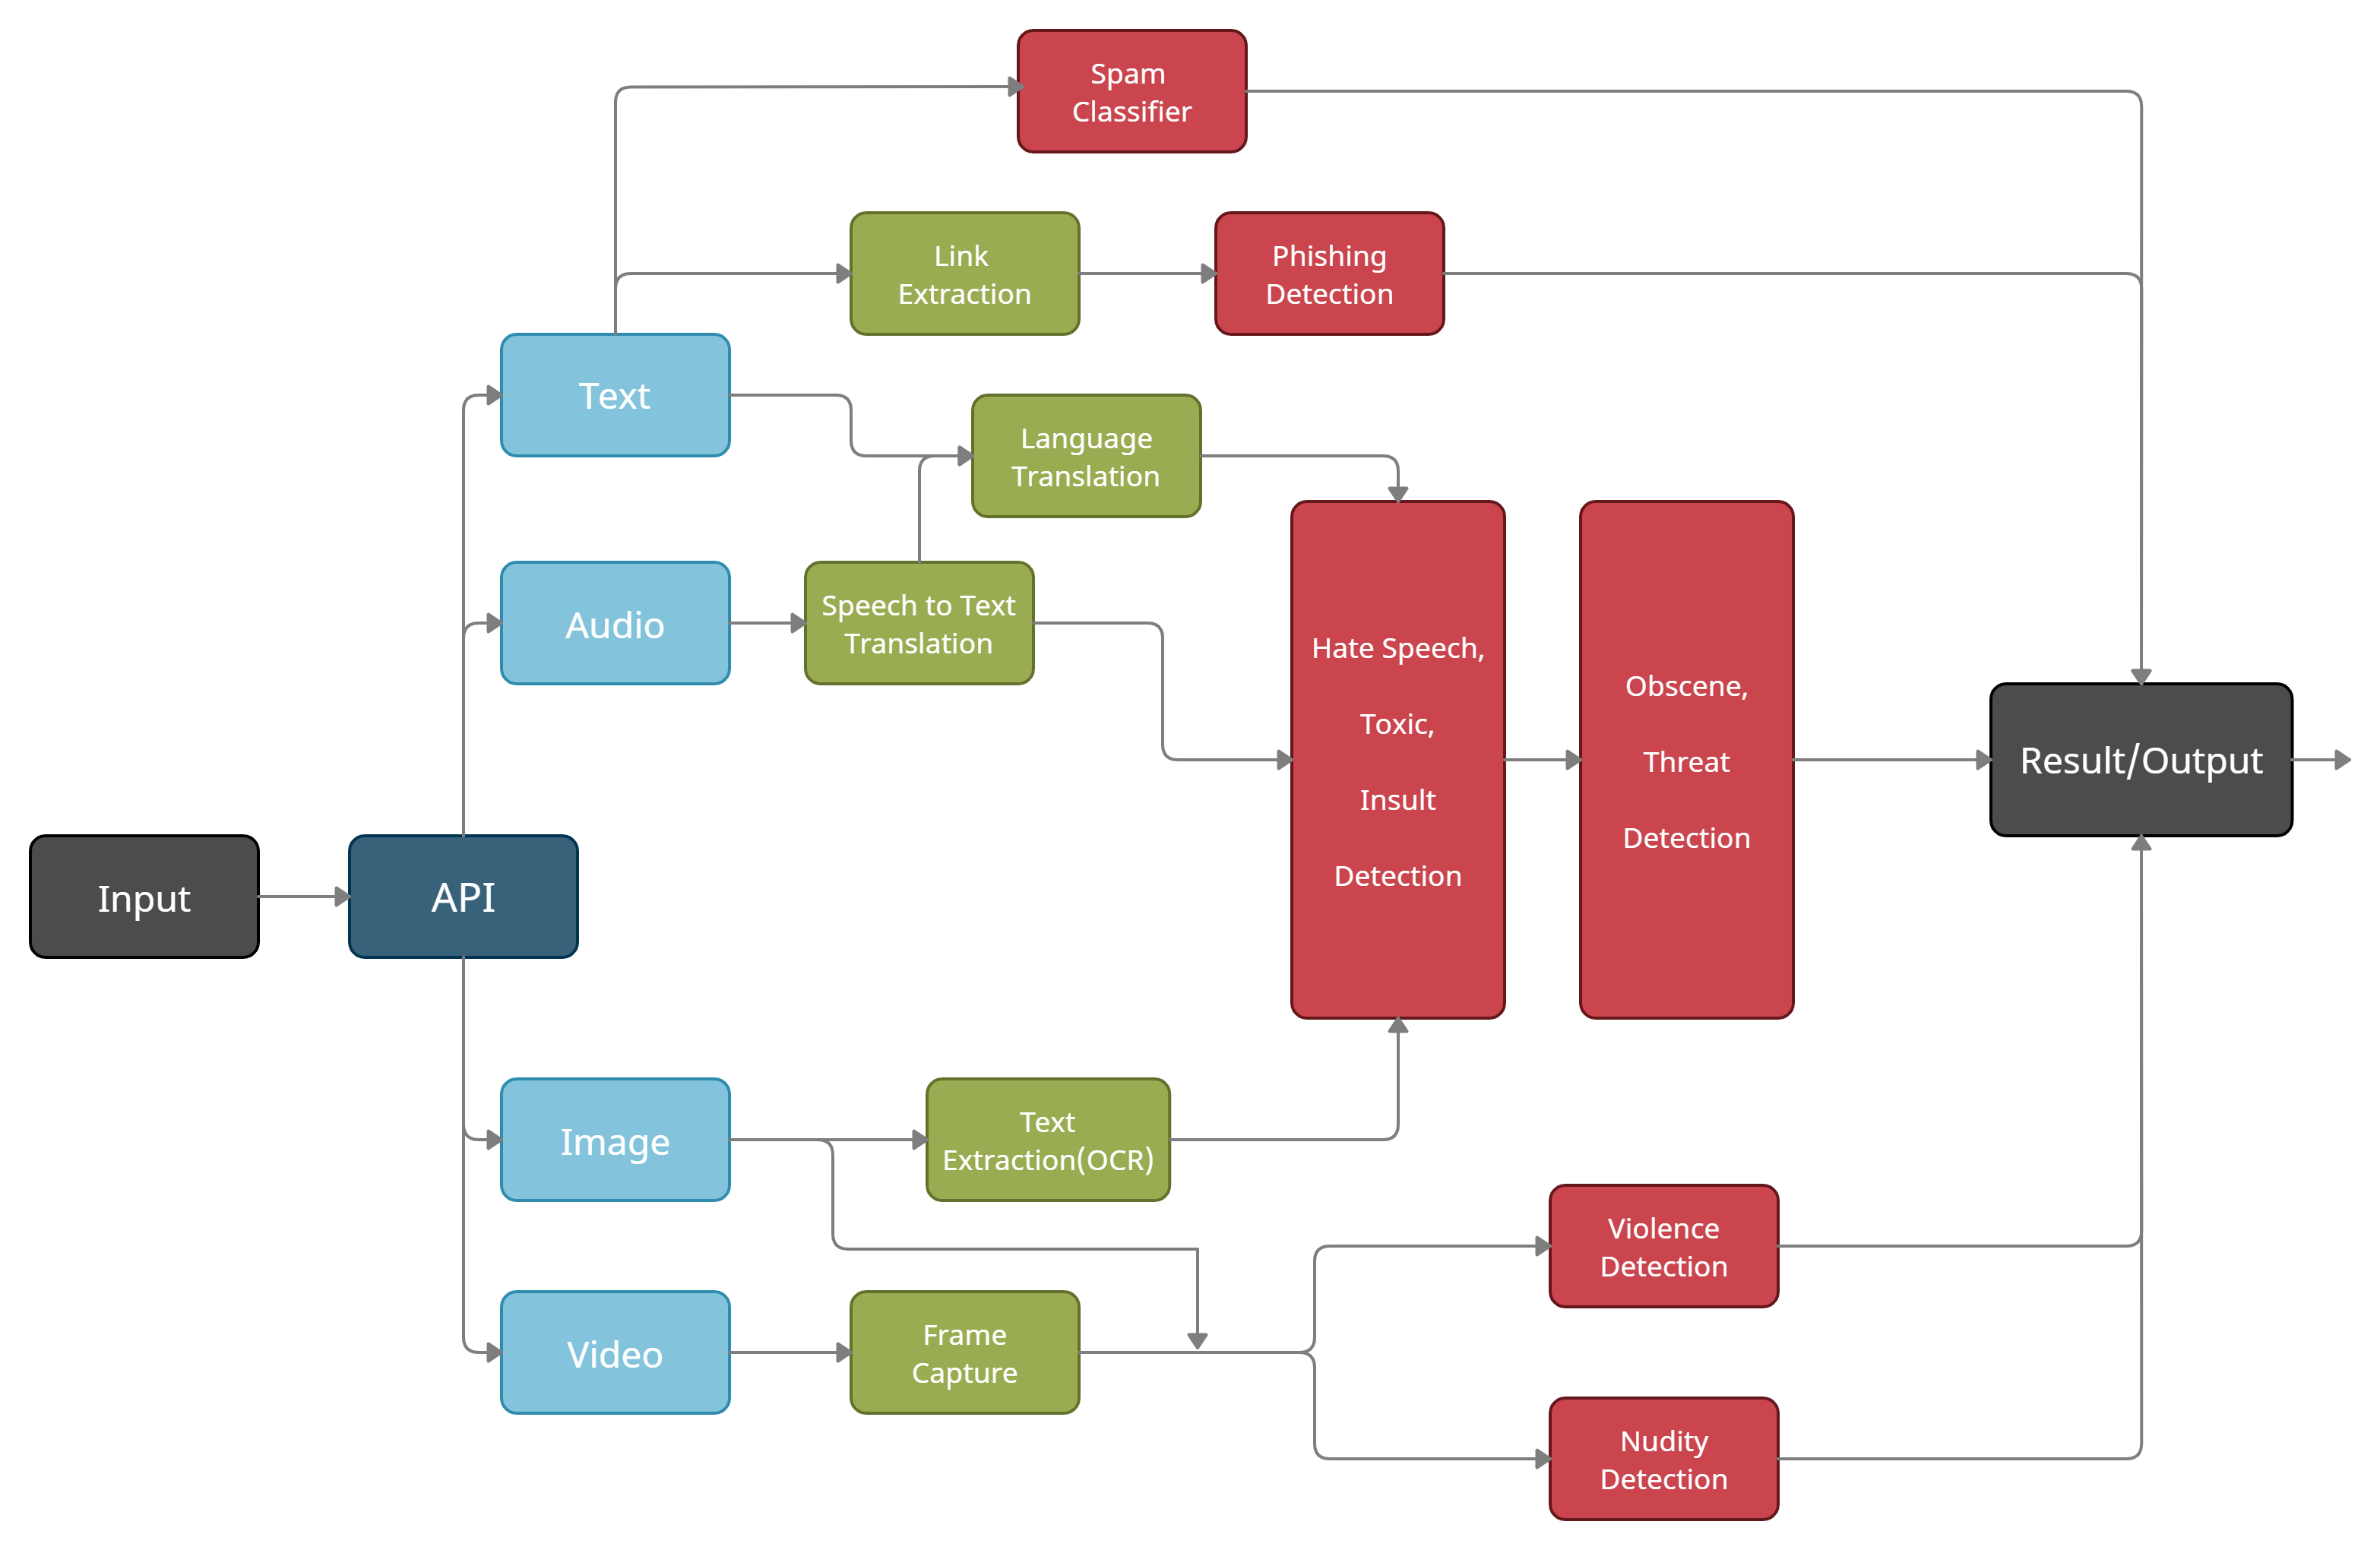 Spam
Classifier
Link
Extraction
Phishing
Detection
Text
Language
Translation
Audio
Speech to Text
Translation
Hate Speech,
Toxic,
Insult
Detection
Obscene,
Threat
Detection
Result/Output
Input
API
Image
Text
Extraction(OCR)
Violence
Detection
Video
Frame
Capture
Nudity
Detection